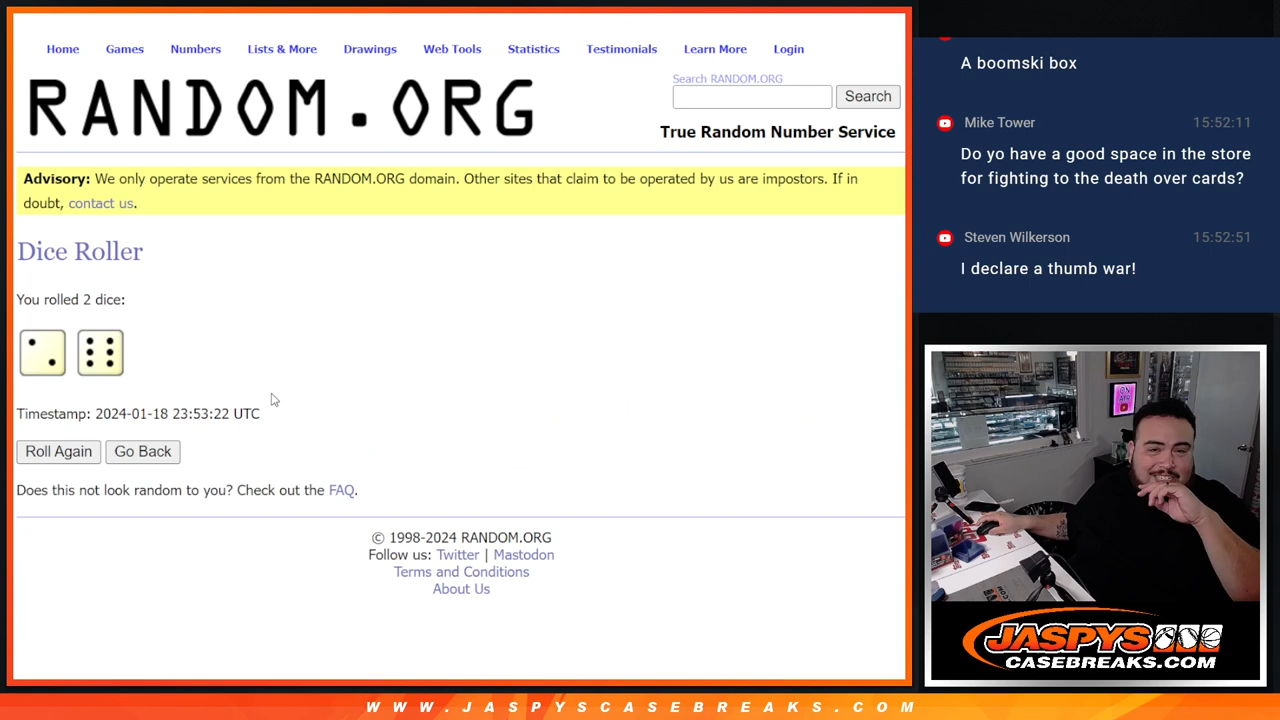 Home Games Numbers Lists & More Drawings Web Tools Statistics Testimonials Learn More Login
RANDOM.ORG
Search RANDOM.ORG
Search
True Random Number Service
Advisory: We only operate services from the RANDOM.ORG domain. Other sites that claim to be operated by us are impostors. If in
doubt, contact us.
Dice Roller
You rolled 2 dice:
Timestamp: 2024-01-18 23:53:22 UTC
Roll Again Go Back
Does this not look random to you? Check out the FAQ.
© 1998-2024 RANDOM.ORG
Follow us: Twitter | Mastodon
Terms and Conditions
About Us
A boomski box
Mike Tower 15:52:11
Do yo have a good space in the store
for fighting to the death over cards?
Steven Wilkerson 15:52:51
I declare a thumb war!
ON
AIR
JASPYS
CASEBREAKS.COM
WWW.JASPYSCASEBREAKS.COM